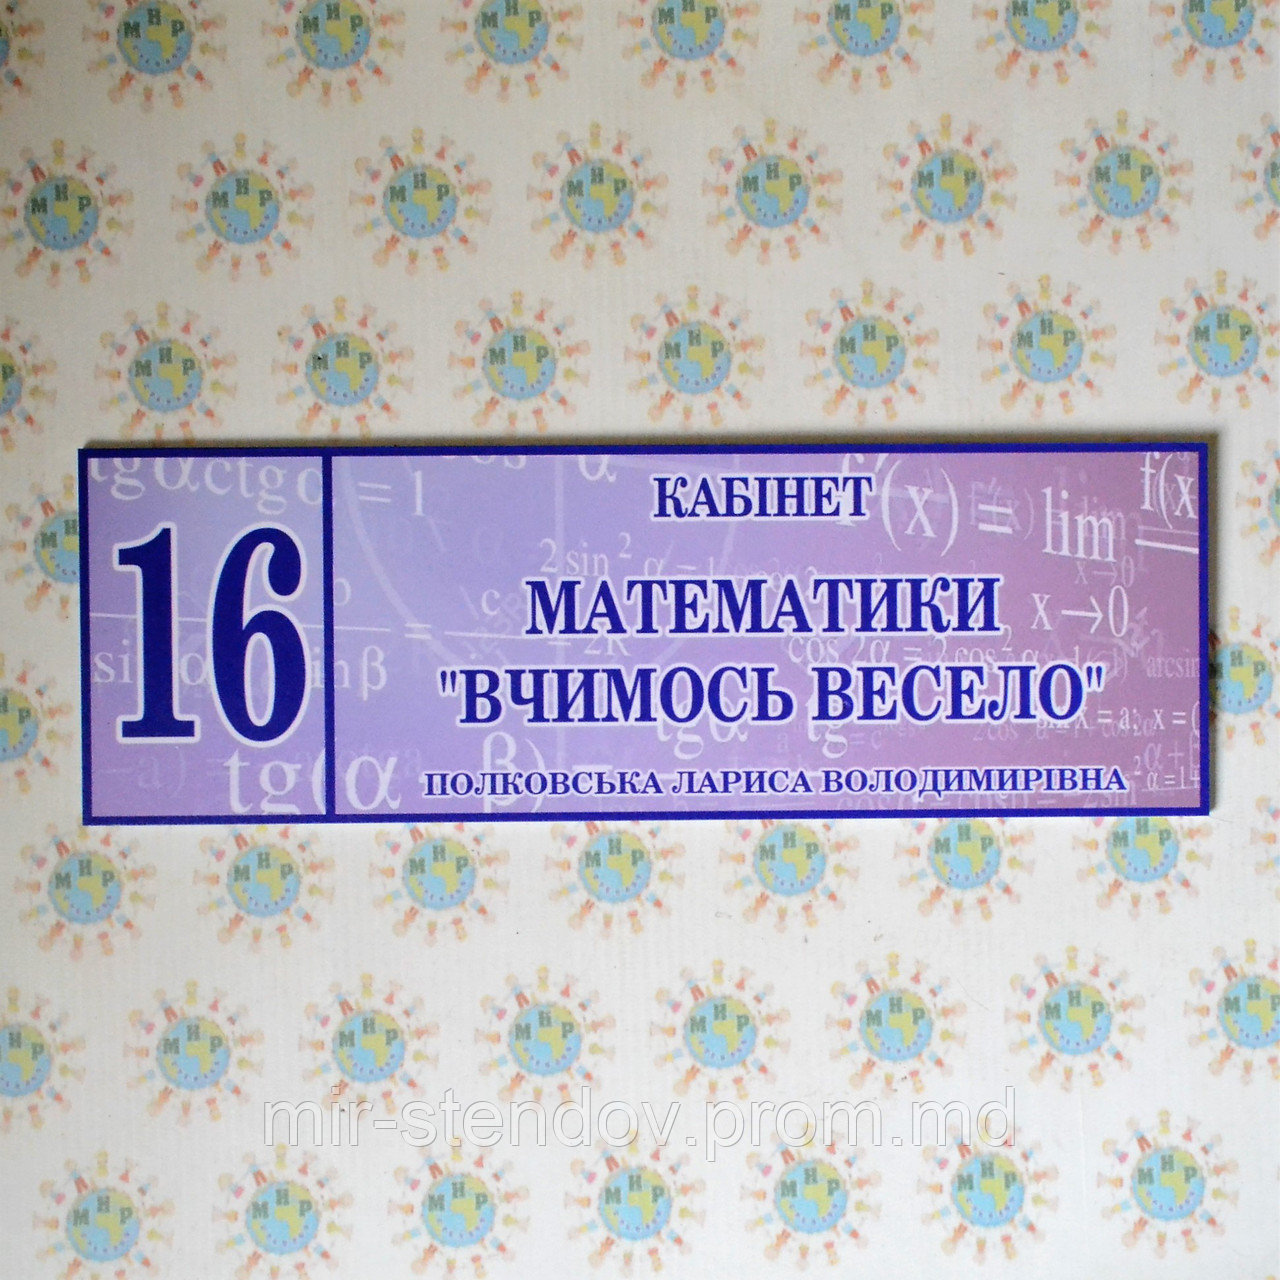 16
КАБІНЕТ
МАТЕМАТИКИ
"ВЧИМОСЬ ВЕСЕЛО"
ПОЛКОВСЬКА ЛАРИСА ВОЛОДИМИРІВНА
mir-stendov.prom.md